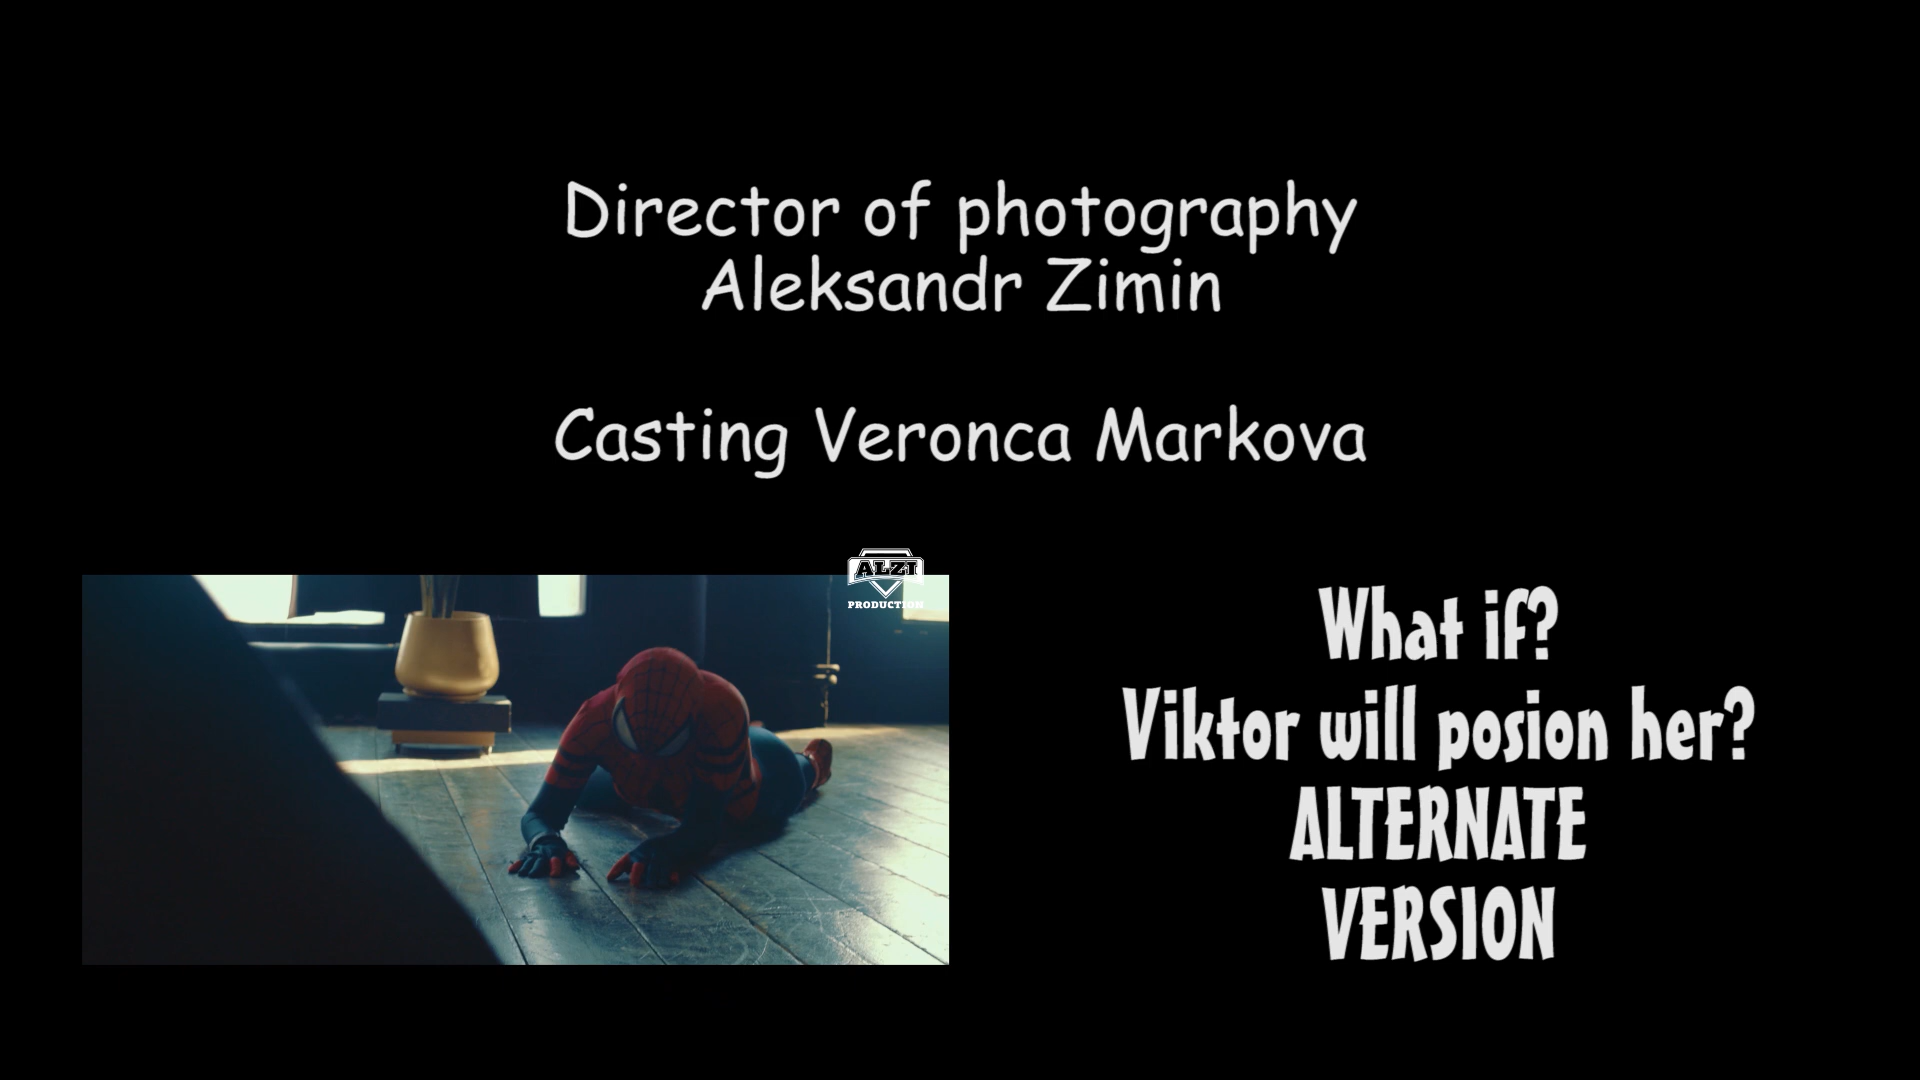 Director of photography
Aleksandr Zimin
Casting Veronca Markova
ALZI
PRODUCTION
What if?
Viktor will posion her?
ALTERNATE
VERSION